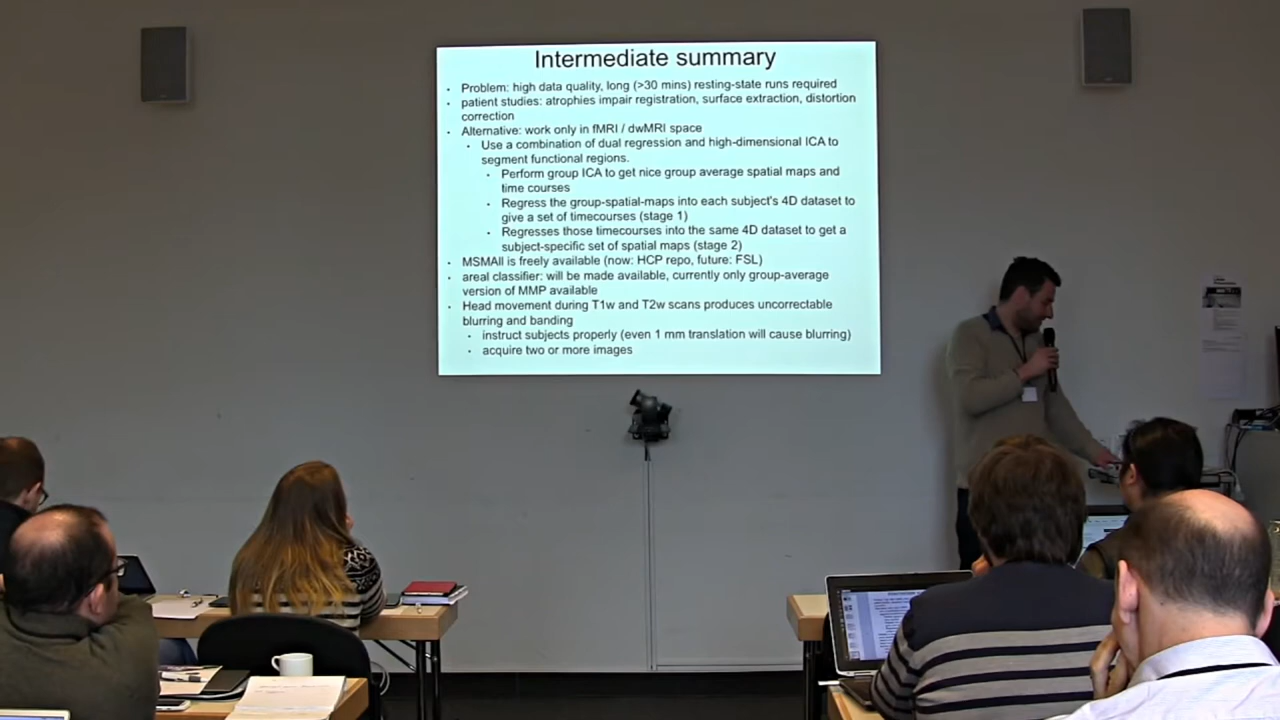 Intermediate summary
· Problem: high data quality, long (>30 mins) resting-state runs required
· patient studies: atrophies impair registration, surface extraction, distortion
correction
· Alternative: work only in fMRI / dwMRI space
· Use a combination of dual regression and high-dimensional ICA to
segment functional regions.
· Perform group ICA to get nice group average spatial maps and
time courses
· Regress the group-spatial-maps into each subject's 4D dataset to
give a set of timecourses (stage 1)
· Regresses those timecourses into the same 4D dataset to get a
subject-specific set of spatial maps (stage 2)
· MSMAll is freely available (now: HCP repo, future: FSL)
· areal classifier: will be made available, currently only group-average
version of MMP available
· Head movement during T1w and T2w scans produces uncorrectable
blurring and banding
· instruct subjects properly (even 1 mm translation will cause blurring)
· acquire two or more images